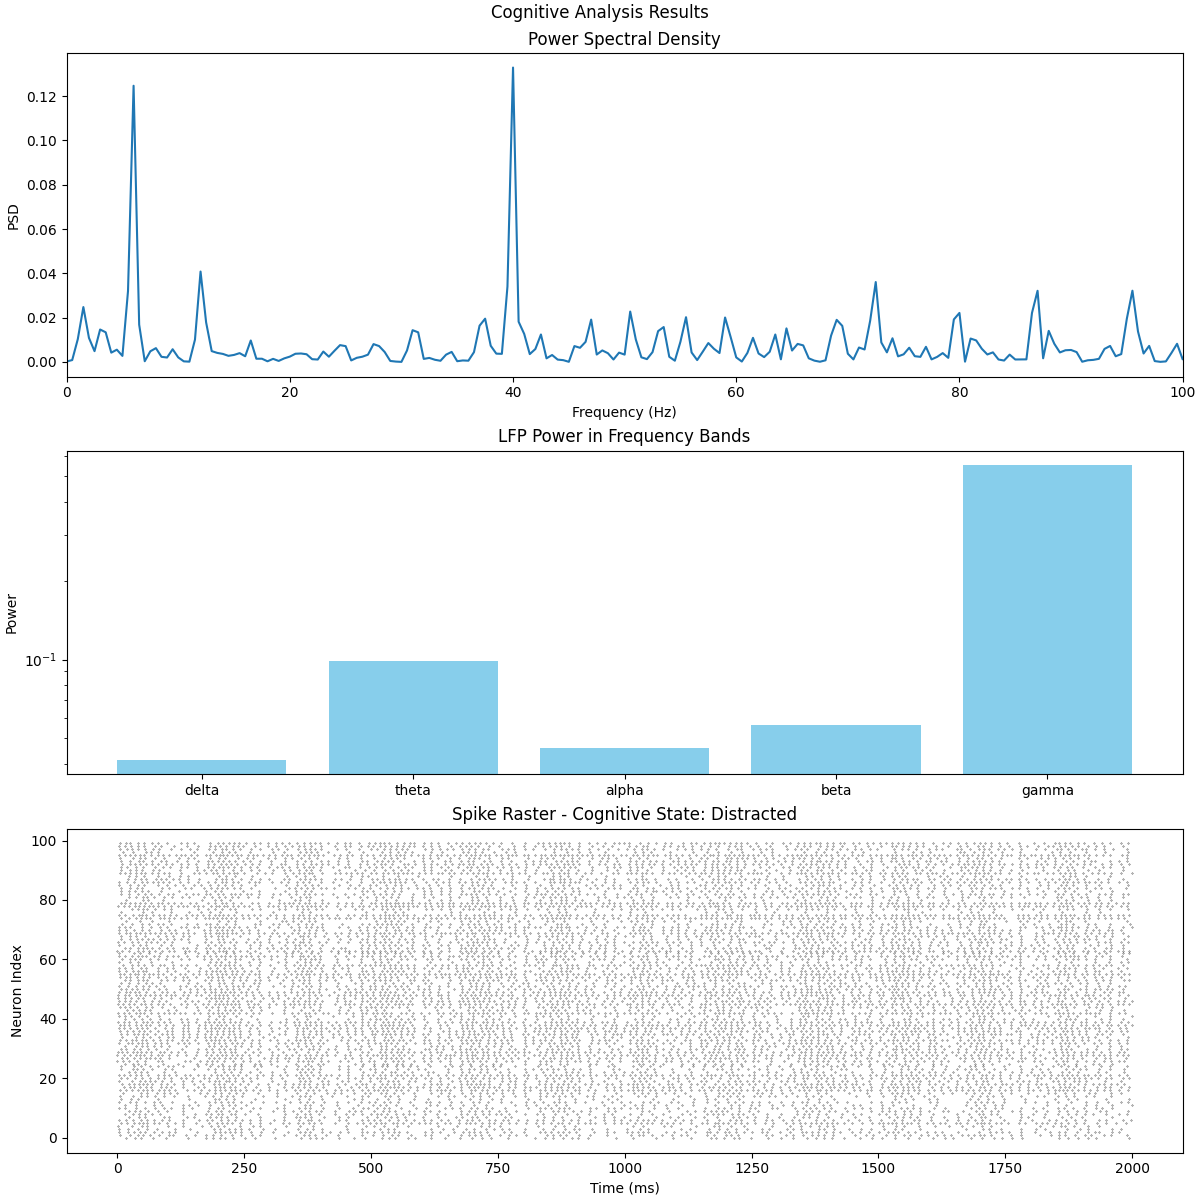 Cognitive Analysis Results
Power Spectral Density
0.12
0.10
0.08
0.06
0.04
0.02
0.00
PSD
0 20 40 60 80 100
Frequency (Hz)
LFP Power in Frequency Bands
10⁻¹
Power
delta theta alpha beta gamma
Spike Raster - Cognitive State: Distracted
100
80
60
40
20
0
Neuron Index
0 250 500 750 1000 1250 1500 1750 2000
Time (ms)